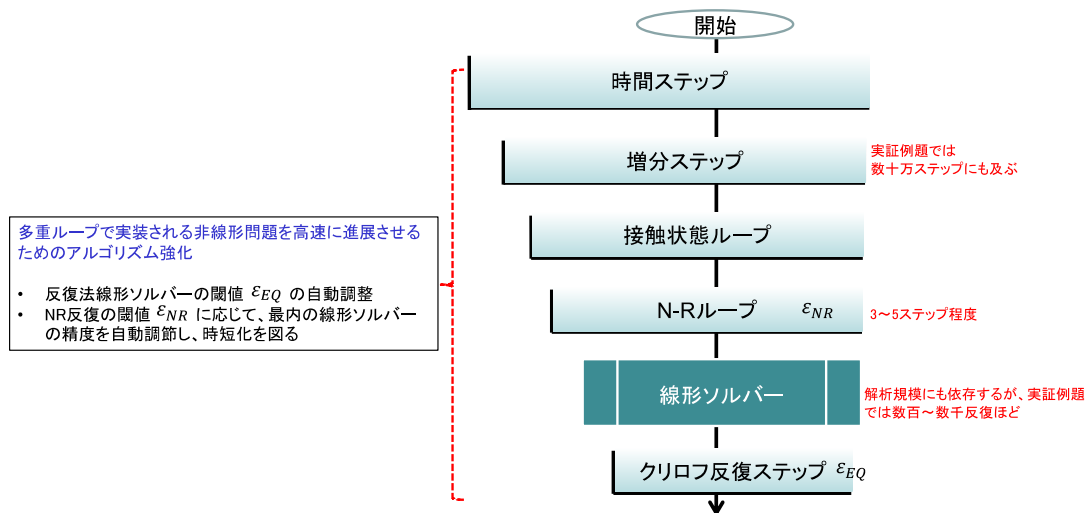 開始
時間ステップ
増分ステップ
実証例題では
数十万ステップにも及ぶ
接触状態ループ
多重ループで実装される非線形問題を高速に進展させる
ためのアルゴリズム強化
• 反復法線形ソルバーの閾値 εEQ の自動調整
• NR反復の閾値 εNR に応じて、最内の線形ソルバー
の精度を自動調節し、時短化を図る
N-Rループ εNR
3～5ステップ程度
線形ソルバー
解析規模にも依存するが、実証例題
では数百～数千反復ほど
クリロフ反復ステップ εEQ